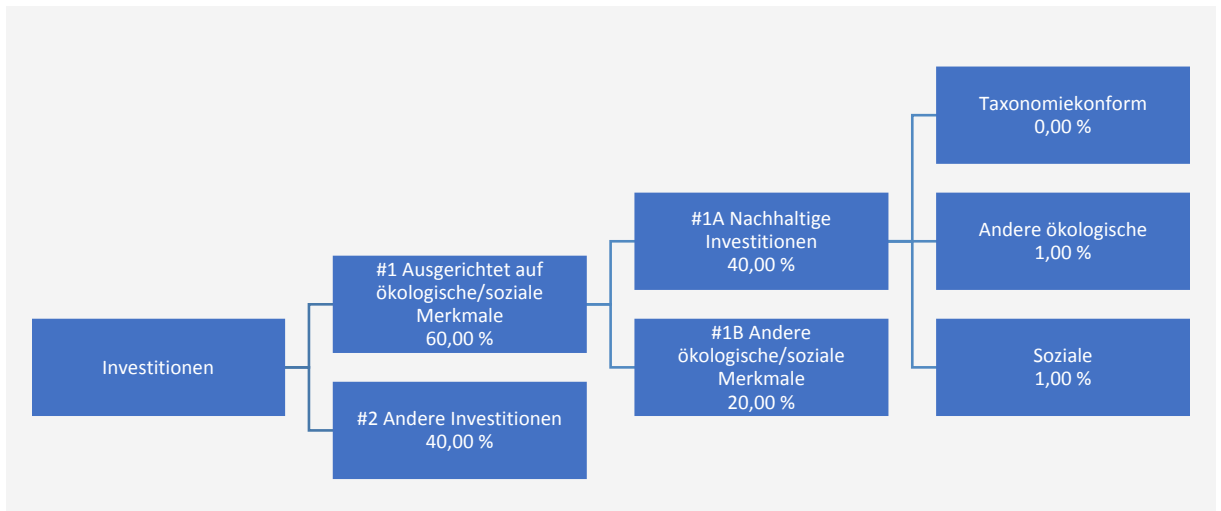 Investitionen
#1 Ausgerichtet auf
ökologische/soziale
Merkmale
60,00 %
#2 Andere Investitionen
40,00 %
#1A Nachhaltige
Investitionen
40,00 %
#1B Andere
ökologische/soziale
Merkmale
20,00 %
Taxonomiekonform
0,00 %
Andere ökologische
1,00 %
Soziale
1,00 %